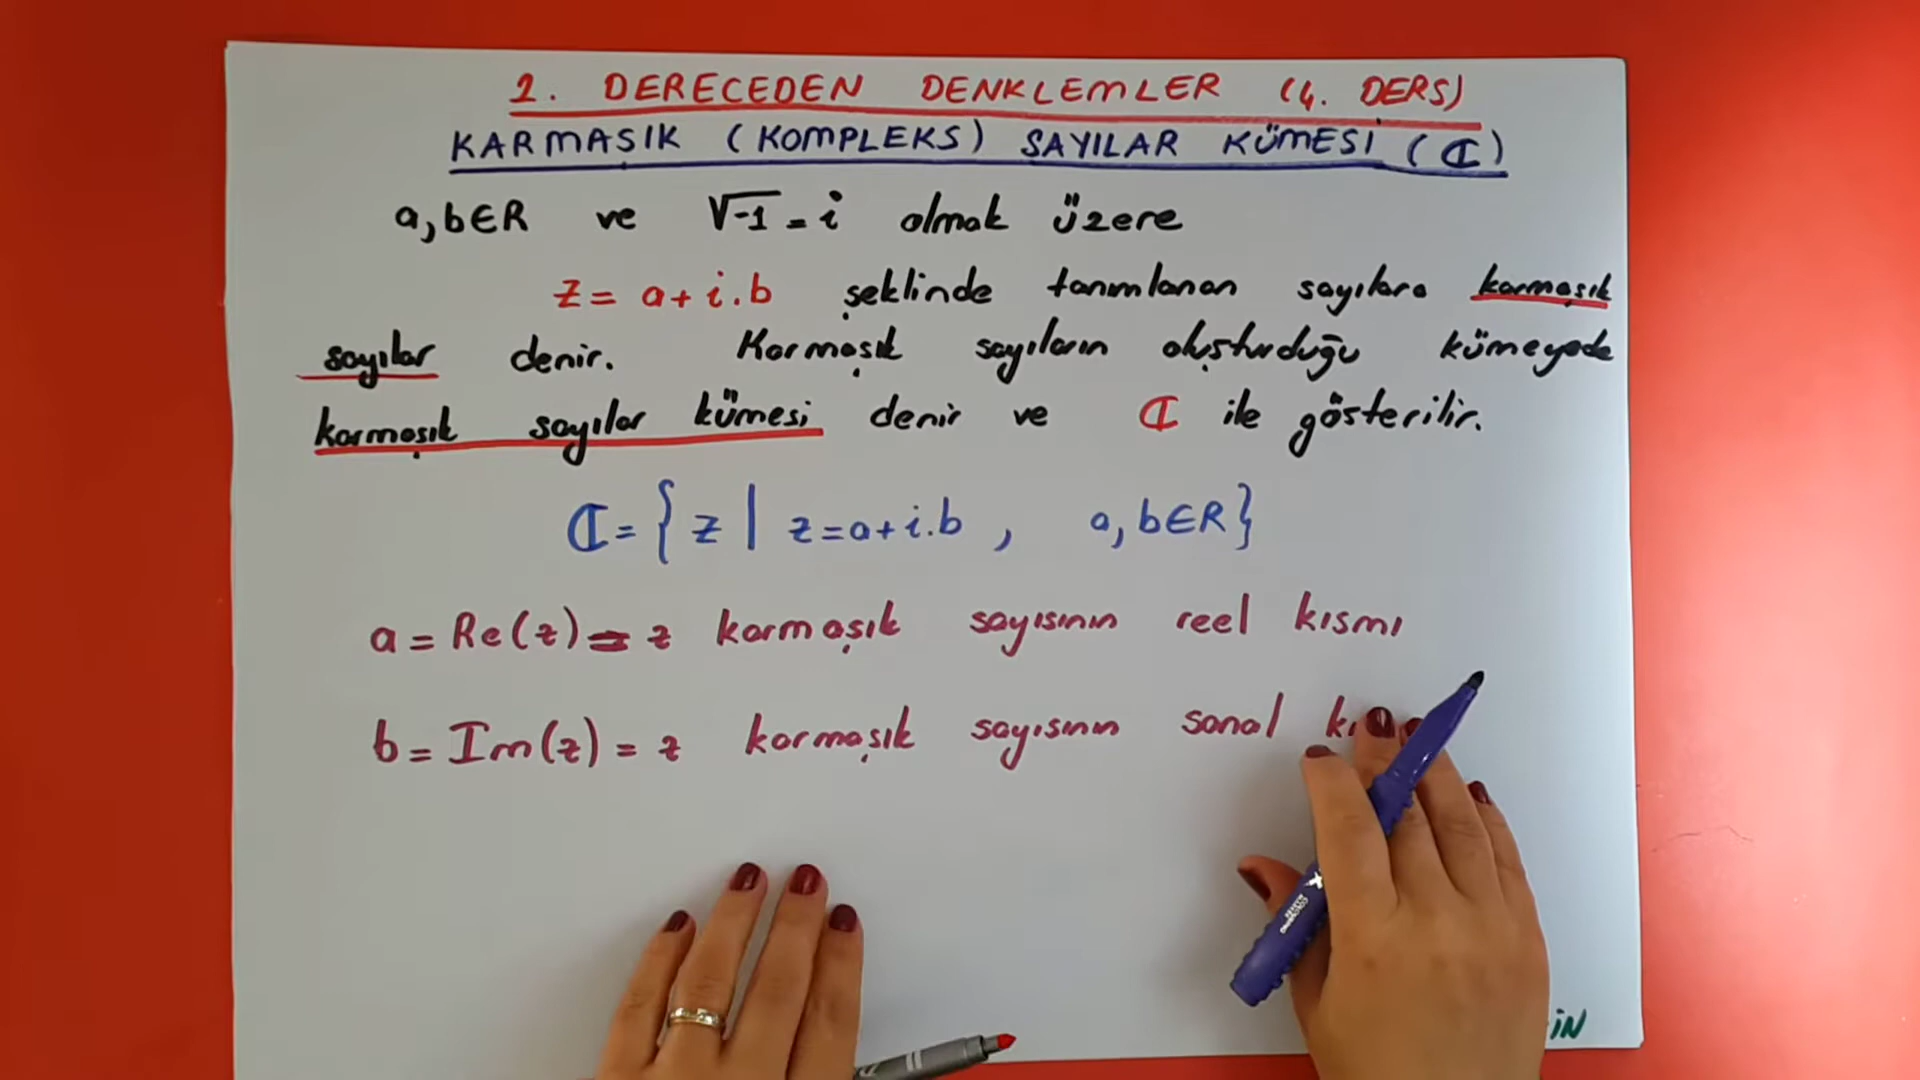 2. DERECEDEN DENKLEMLER (4. DERS)
KARMAŞIK (KOMPLEKS) SAYILAR KÜMESİ (ℂ)
a,b∈R ve √-1 = i olmak üzere
z = a + i.b şeklinde tanımlanan sayılara karmaşık
sayılar denir. Karmaşık sayıların oluşturduğu kümeyede
karmaşık sayılar kümesi denir ve ℂ ile gösterilir.
ℂ = { z | z = a + i.b , a, b∈R }
a = Re(z) = z karmaşık sayısının reel kısmı
b = Im(z) = z karmaşık sayısının sanal